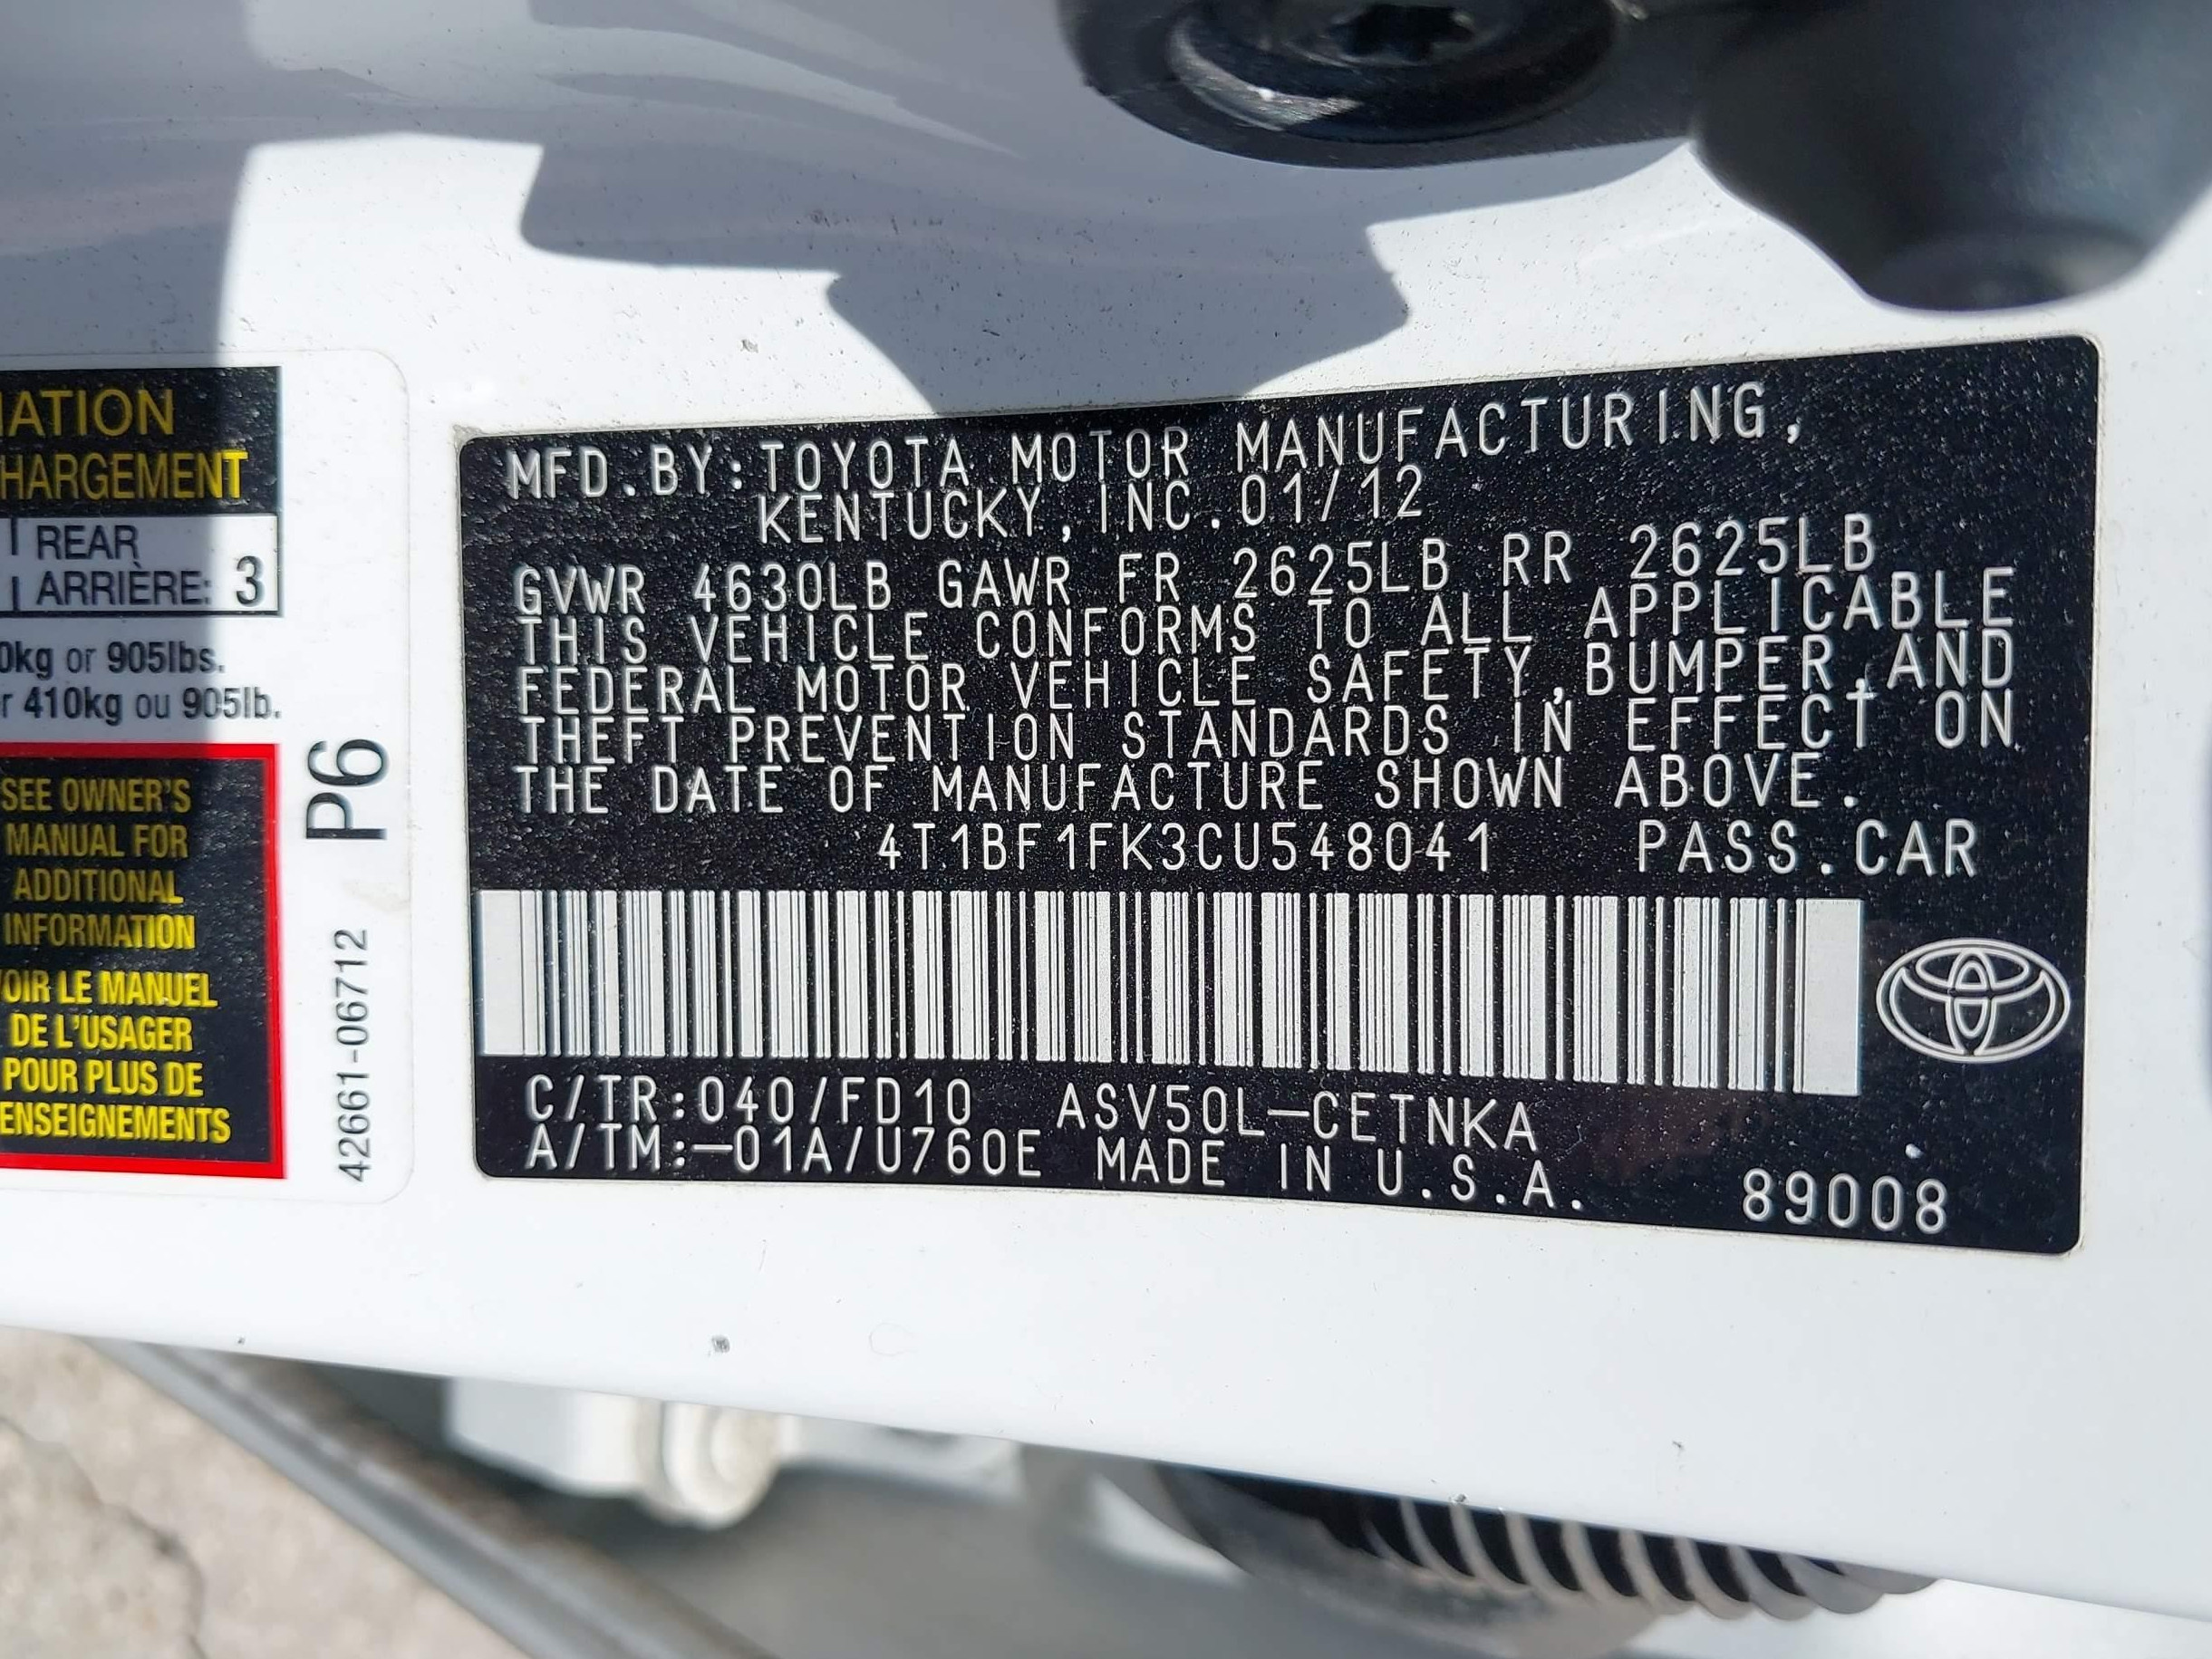 MATION
HARGEMENT
REAR
ARRIÈRE: 3
0kg or 905lbs.
r 410kg ou 905lb.
SEE OWNER'S
MANUAL FOR
ADDITIONAL
INFORMATION
OIR LE MANUEL
DE L'USAGER
POUR PLUS DE
ENSEIGNEMENTS
P6
42661-06712
MFD.BY:TOYOTA MOTOR MANUFACTURING,
KENTUCKY,INC.01/12
GVWR 4630LB GAWR FR 2625LB RR 2625LB
THIS VEHICLE CONFORMS TO ALL APPLICABLE
FEDERAL MOTOR VEHICLE SAFETY,BUMPER,AND
THEFT PREVENTION STANDARDS IN EFFECT ON
THE DATE OF MANUFACTURE SHOWN ABOVE.
4T1BF1FK3CU548041 PASS.CAR
C/TR:040/FD10 ASV50L-CETNKA
A/TM:-01A/U760E MADE IN U.S.A.
89008